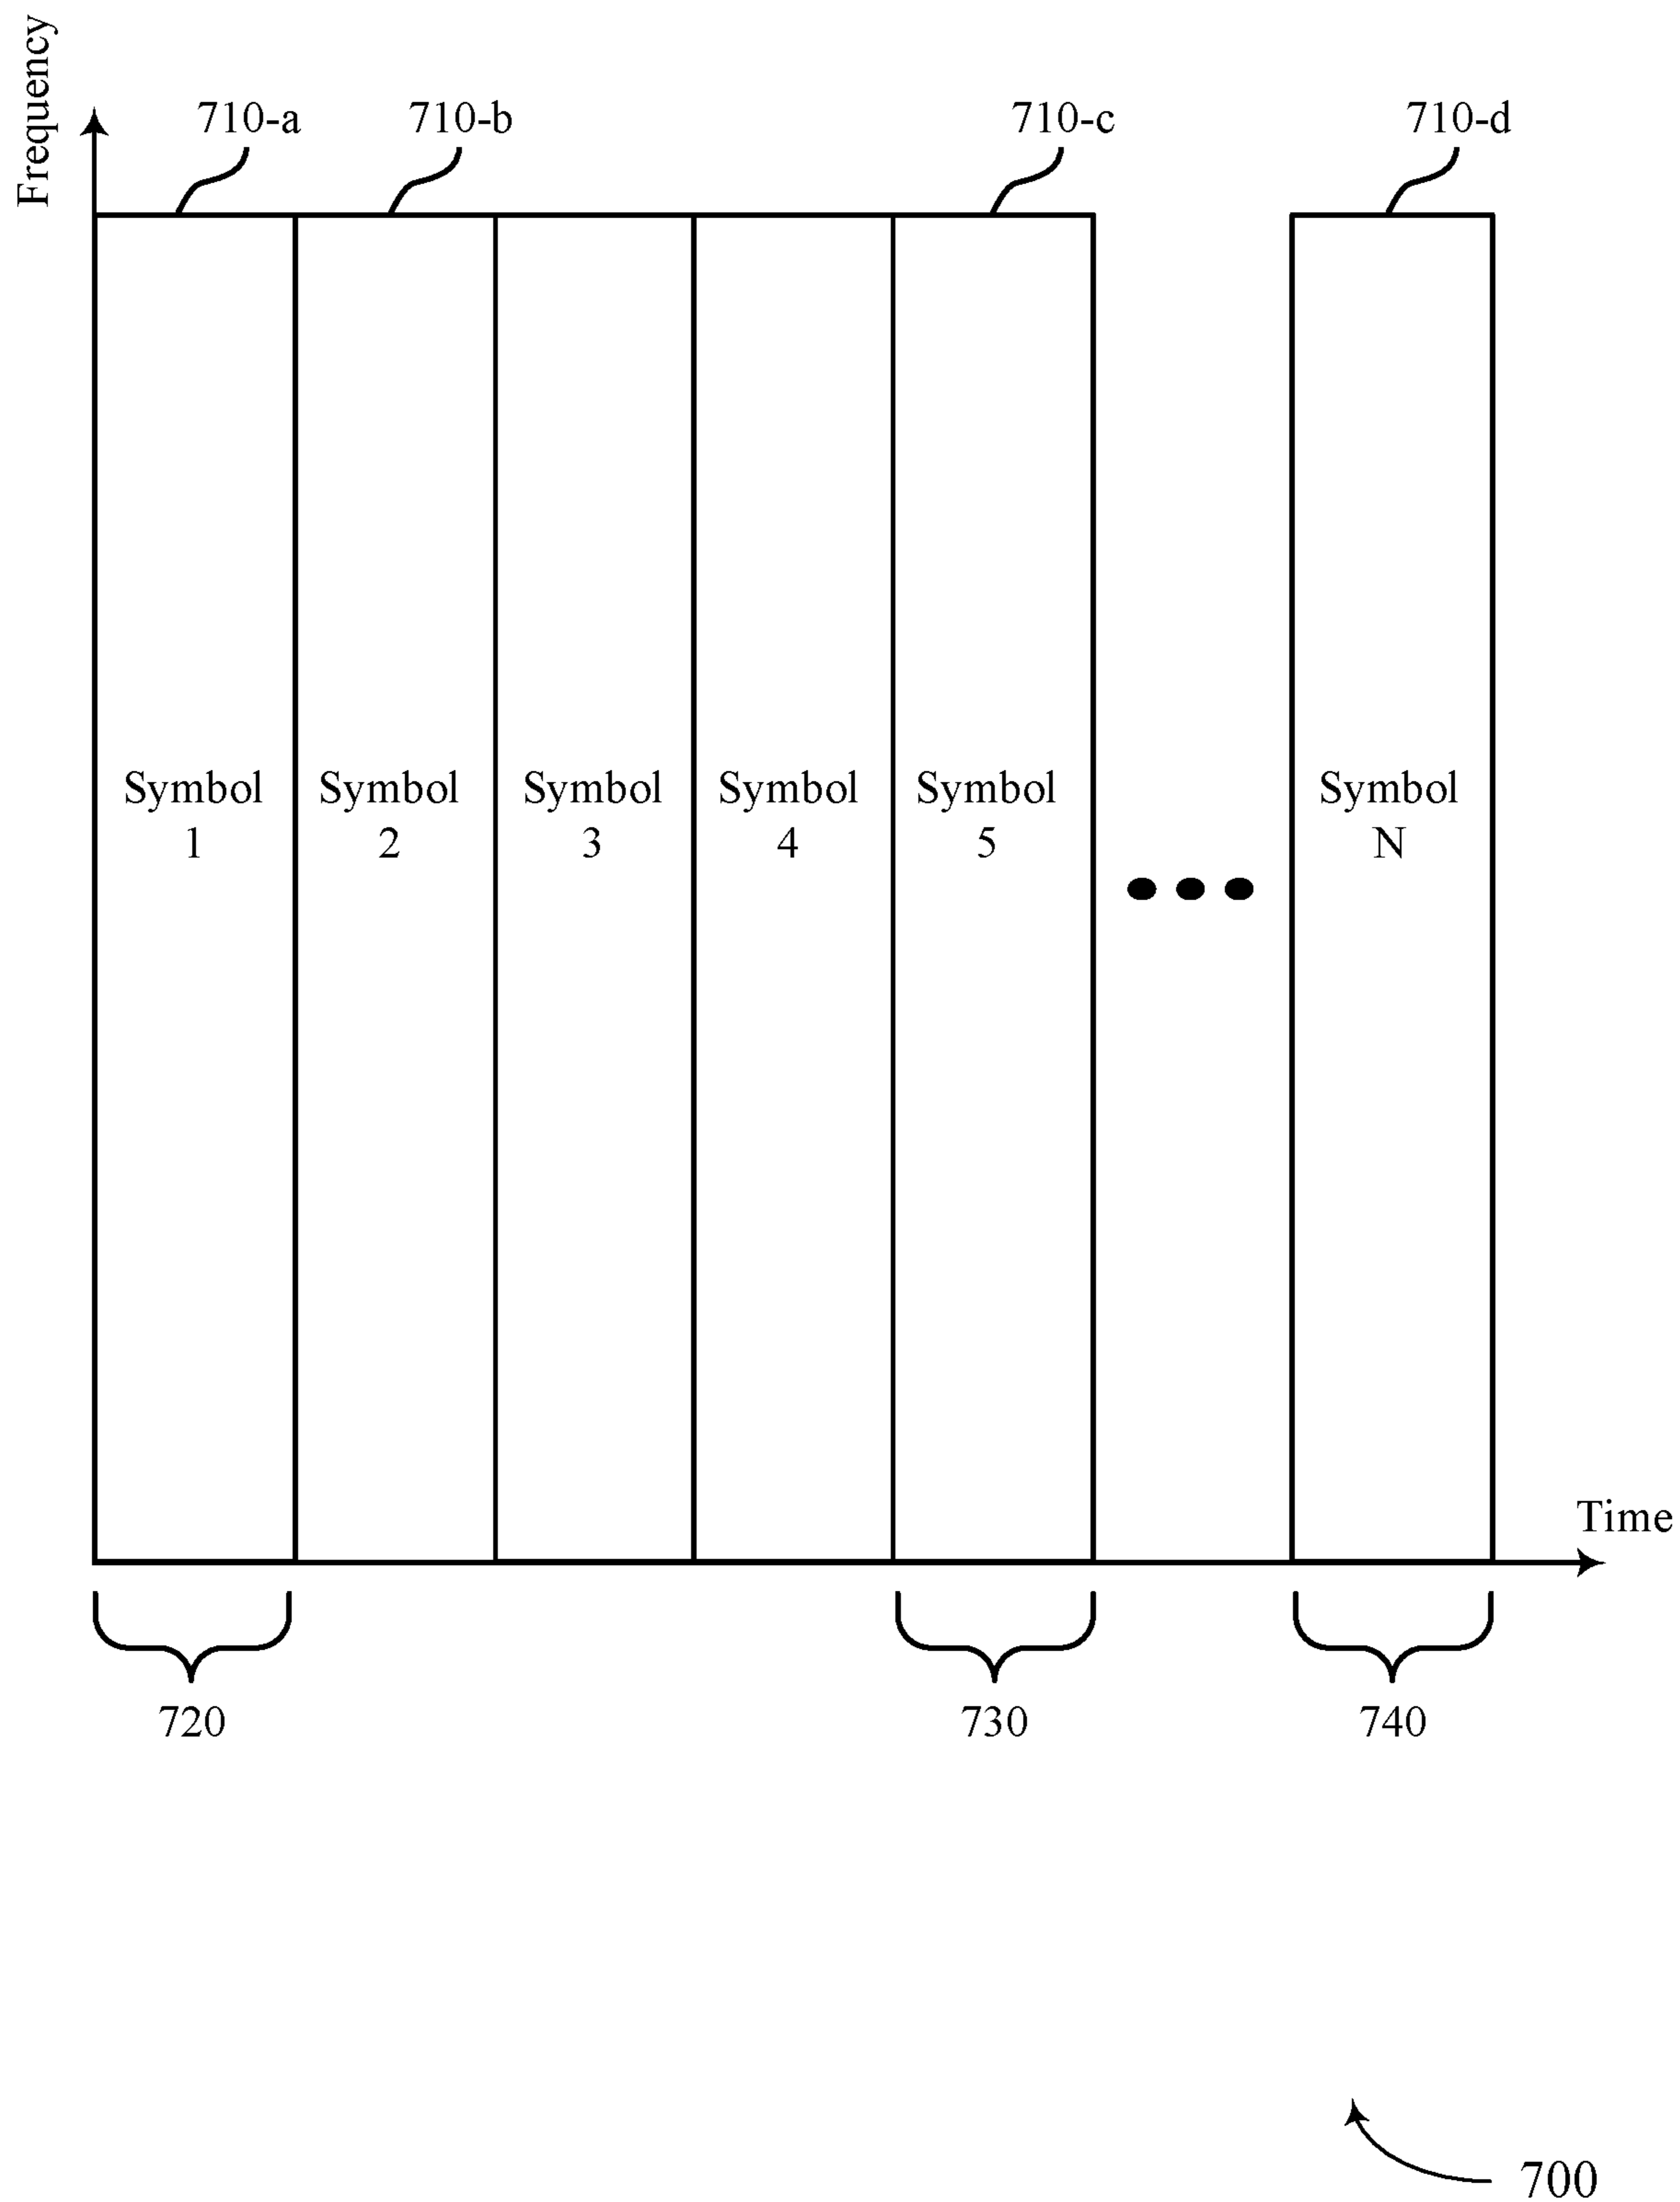 Frequency
710-a
710-b
710-c
710-d
Symbol
1
Symbol
2
Symbol
3
Symbol
4
Symbol
5
Symbol
N
Time
720
730
740
700